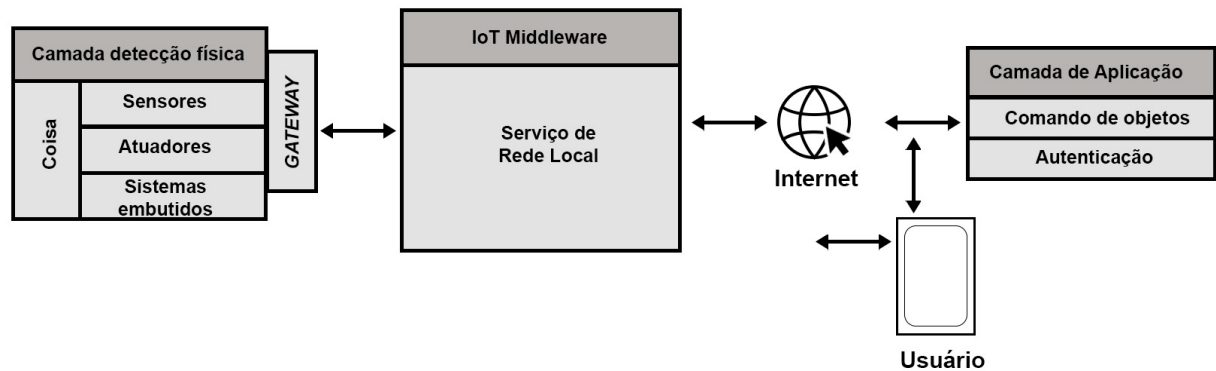 Camada detecção física
Coisa
Sensores
Atuadores
Sistemas
embutidos
GATEWAY
IoT Middleware
Serviço de
Rede Local
Internet
Camada de Aplicação
Comando de objetos
Autenticação
Usuário